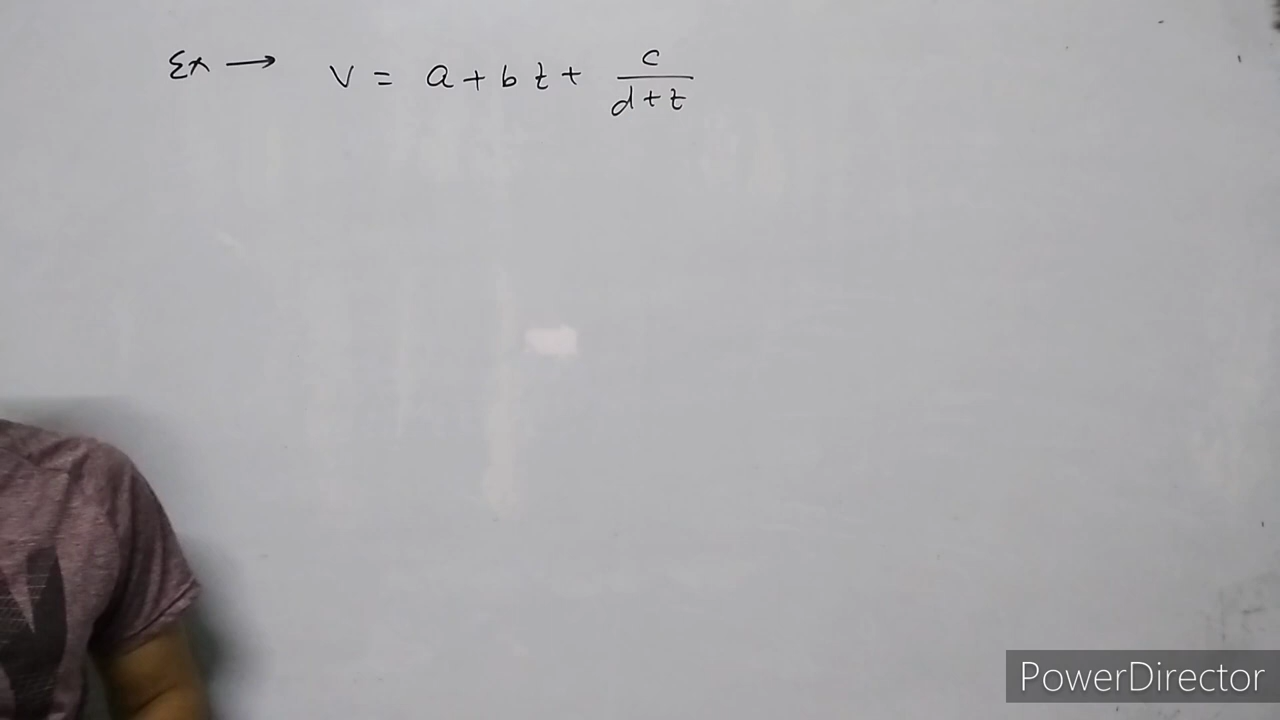 Ex → V = a + b t + c/(d + t)
PowerDirector